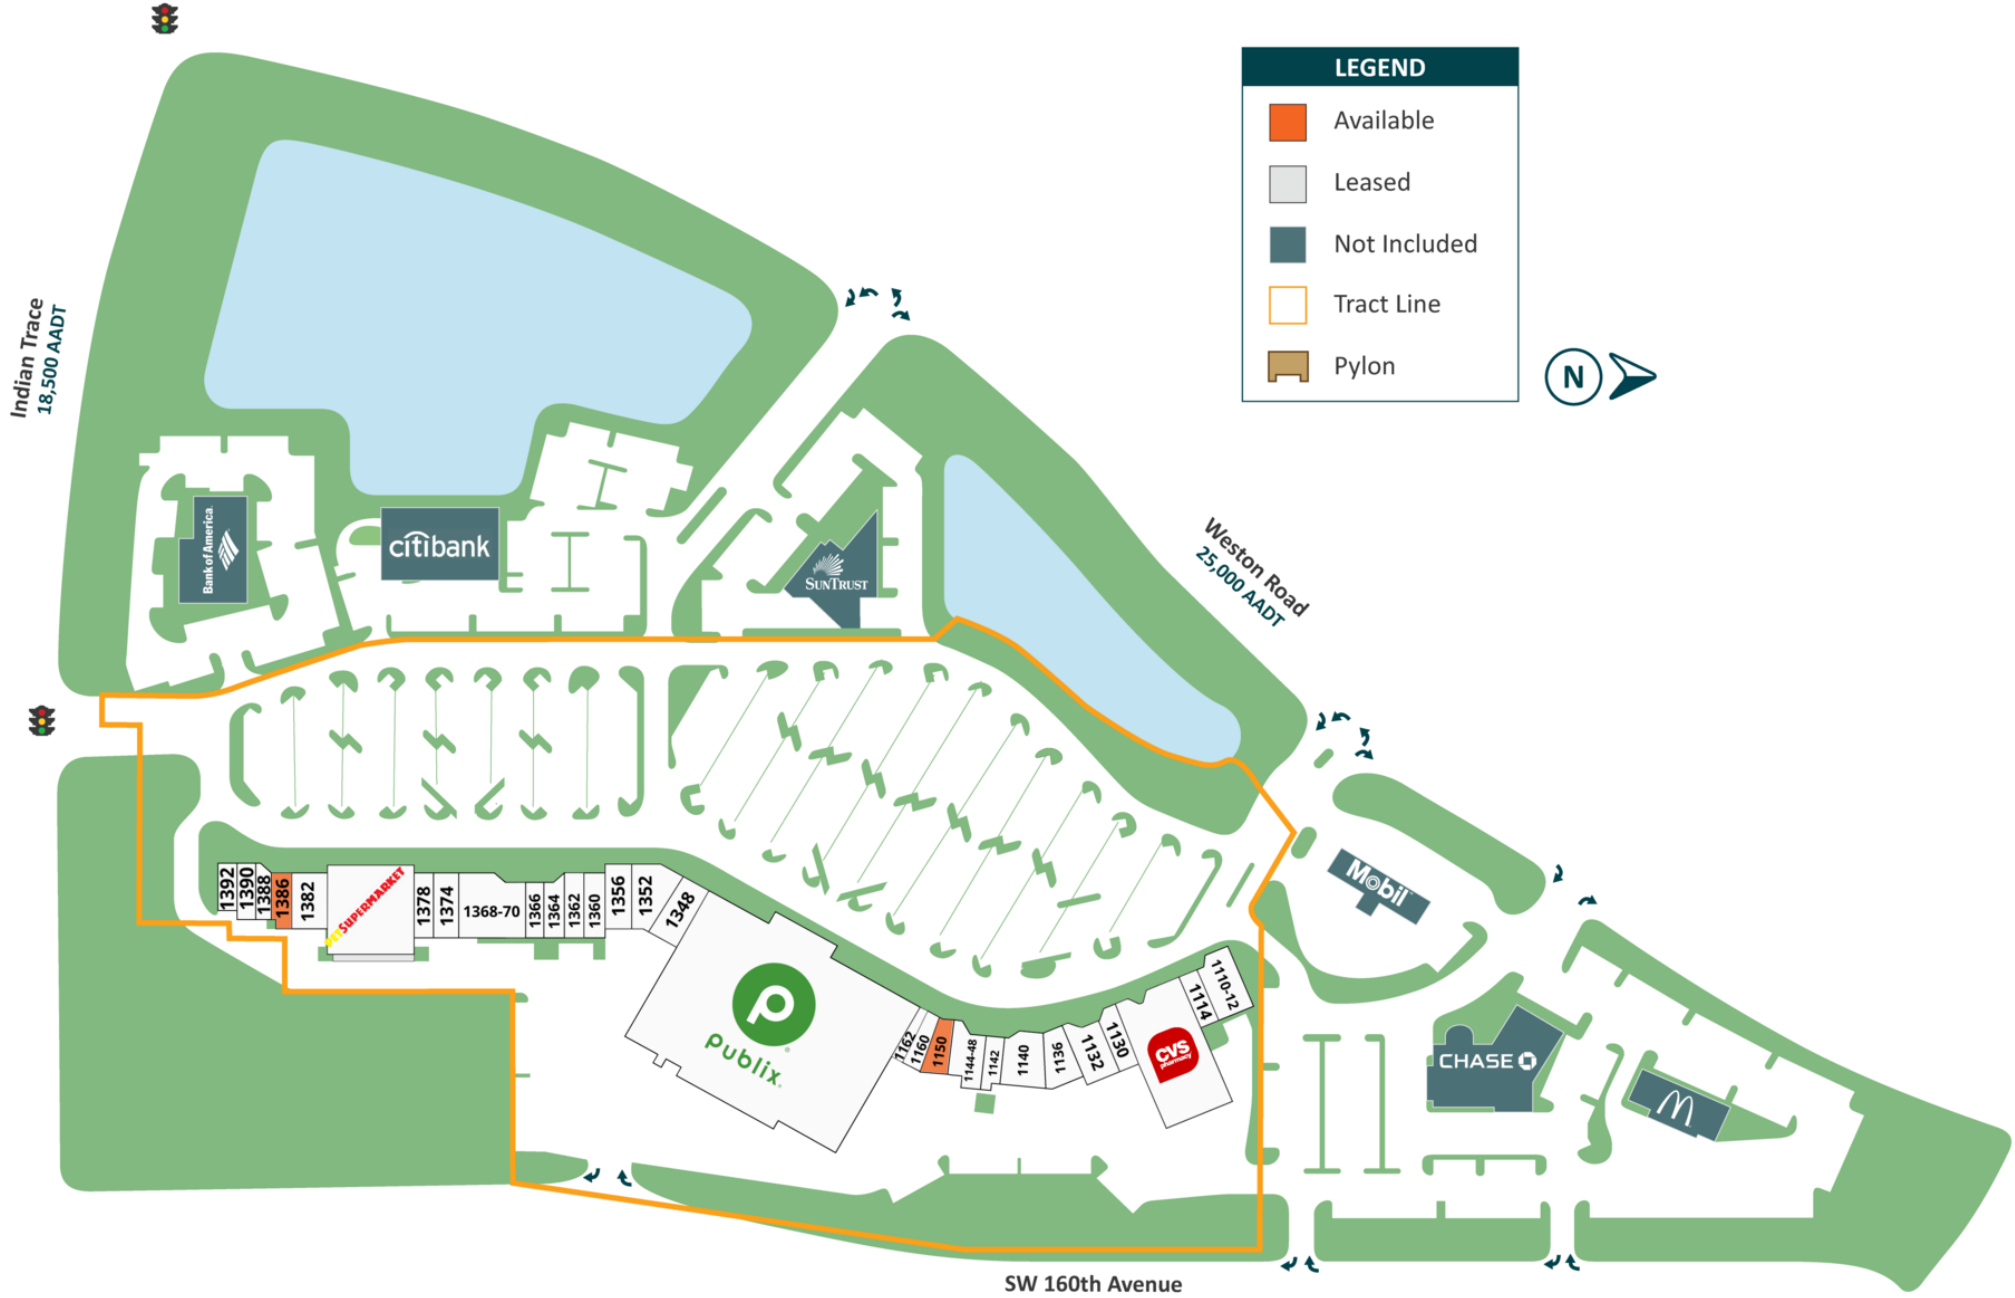 LEGEND
Available
Leased
Not Included
Tract Line
Pylon
N
Indian Trace
18,500 AADT
Weston Road
25,000 AADT
Bank of America
citibank
SUNTRUST
Mobil
CHASE
1392
1390
1388
1386
1382
PET SUPERMARKET
1378
1374
1368-70
1366
1364
1362
1360
1356
1352
1348
Publix
1162
1160
1150
1144-48
1142
1140
1136
1132
1130
CVS
pharmacy
1114
1110-12
SW 160th Avenue